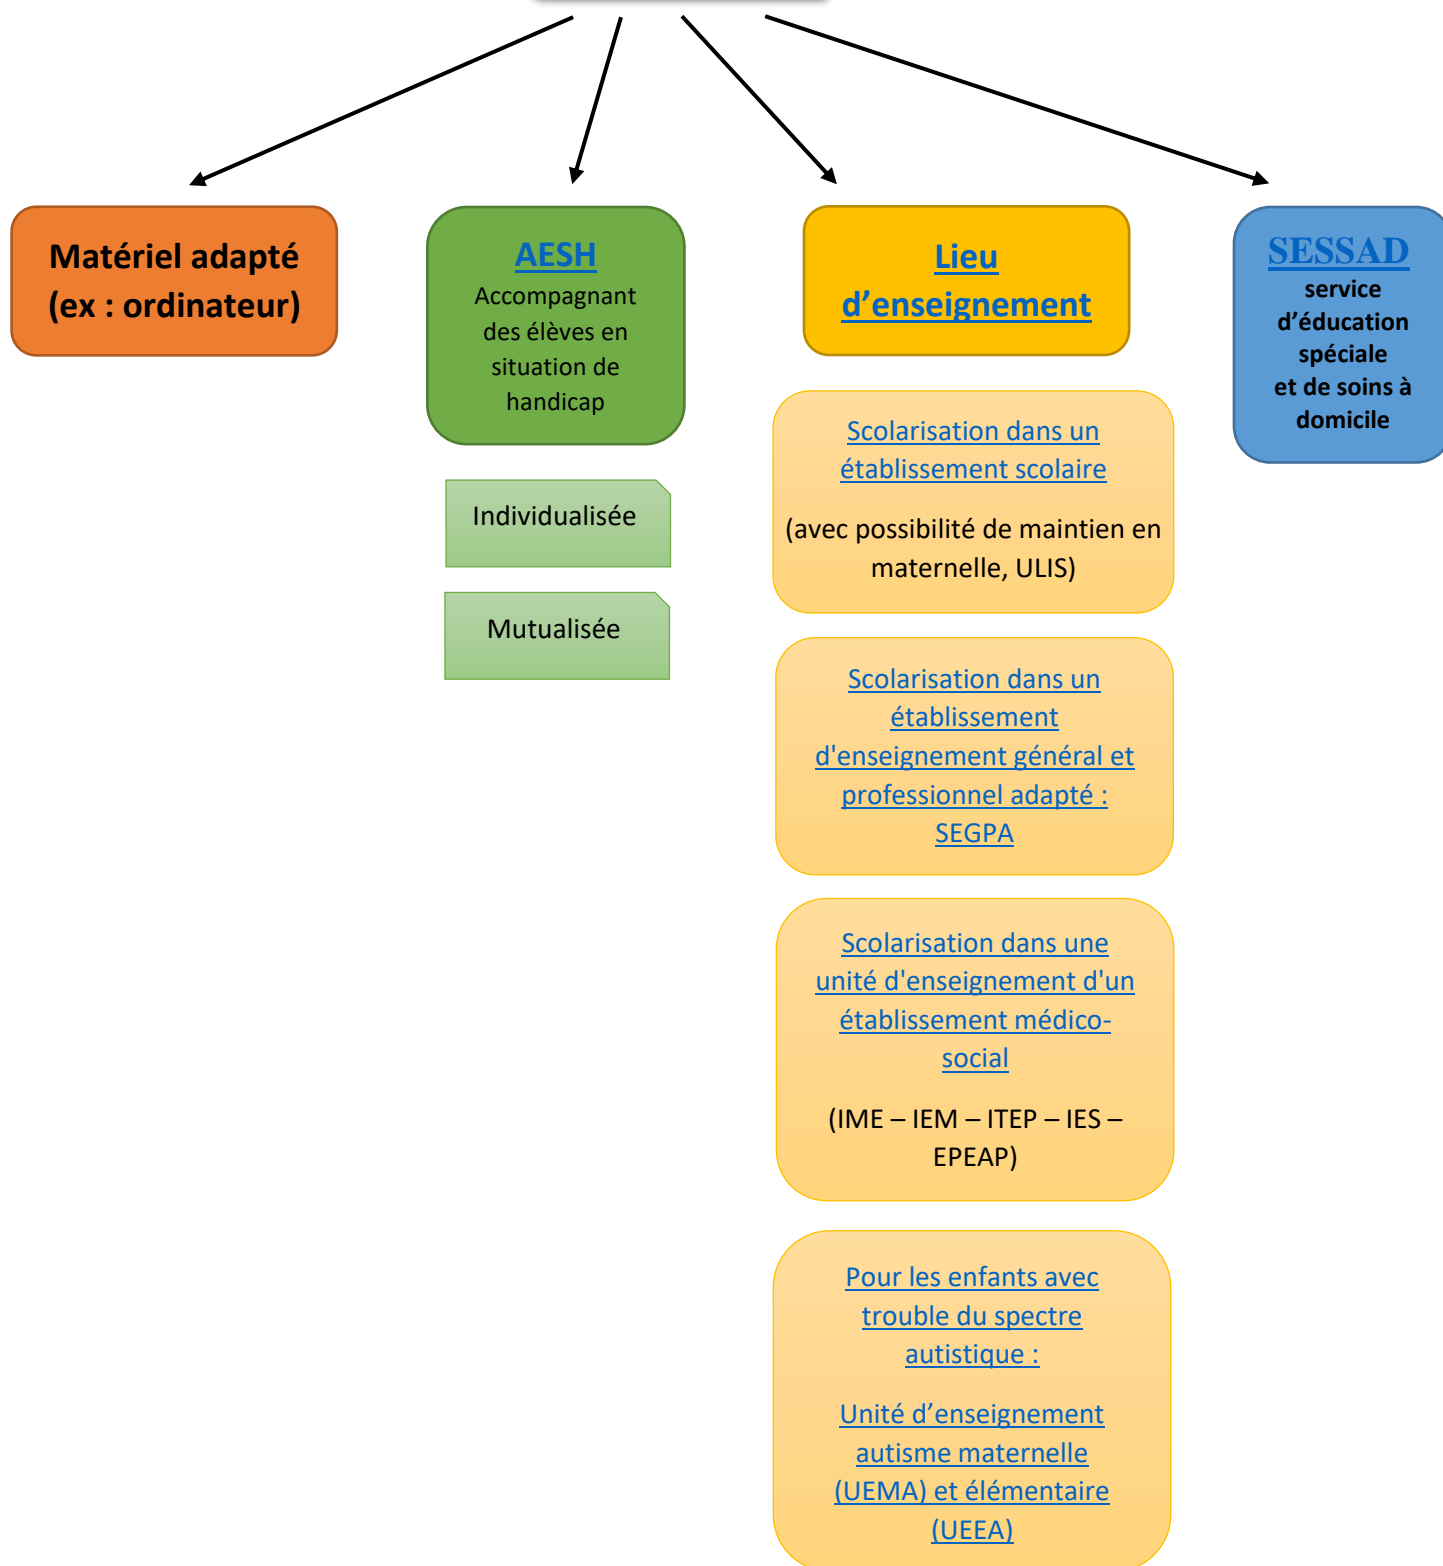 Matériel adapté
(ex : ordinateur)
AESH
Accompagnant
des élèves en
situation de
handicap
Individualisée
Mutualisée
Lieu
d’enseignement
Scolarisation dans un
établissement scolaire
(avec possibilité de maintien en
maternelle, ULIS)
Scolarisation dans un
établissement
d'enseignement général et
professionnel adapté :
SEGPA
Scolarisation dans une
unité d'enseignement d'un
établissement médico-
social
(IME – IEM – ITEP – IES –
EPEAP)
Pour les enfants avec
trouble du spectre
autistique :
Unité d’enseignement
autisme maternelle
(UEMA) et élémentaire
(UEEA)
SESSAD
service
d’éducation
spéciale
et de soins à
domicile